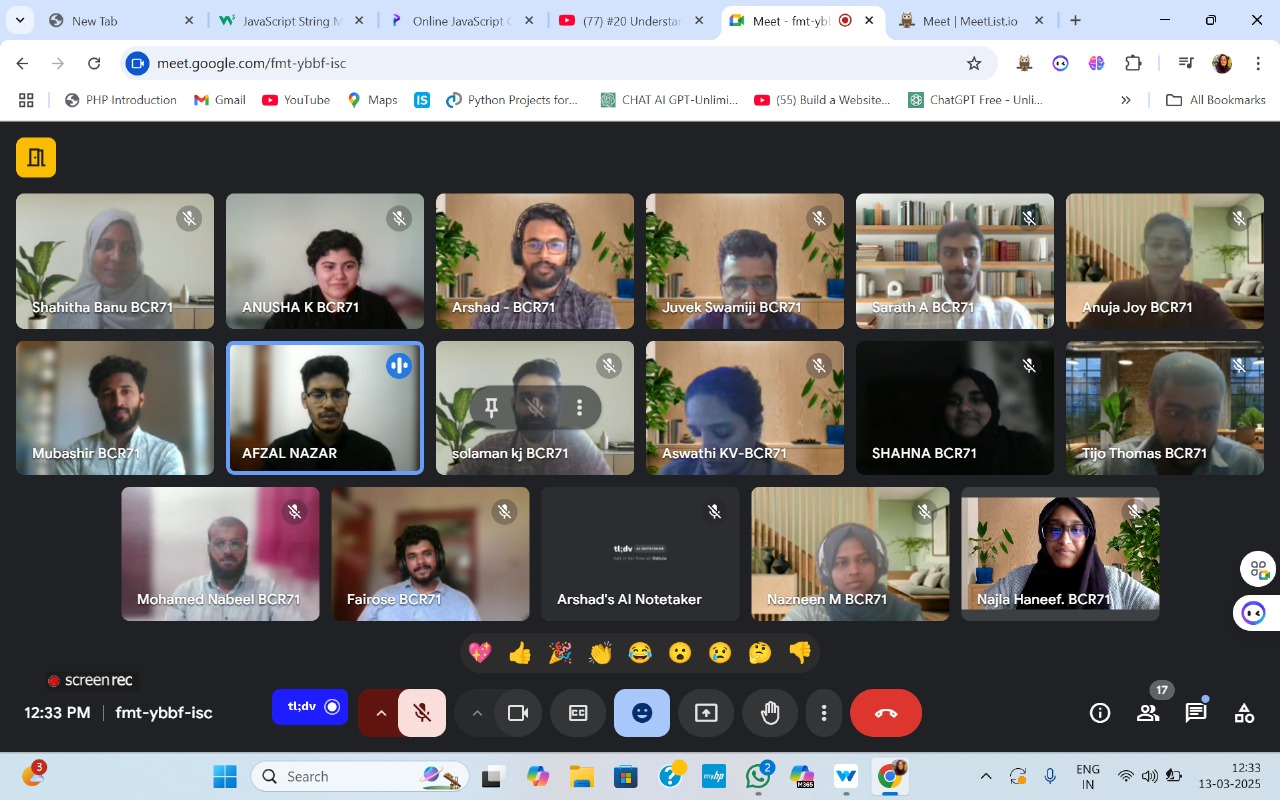 New Tab
JavaScript String M
Online JavaScript C
(77) #20 Understan
Meet - fmt-ybb
Meet | MeetList.io
meet.google.com/fmt-ybbf-isc
PHP Introduction
Gmail
YouTube
Maps
IS
Python Projects for...
CHAT AI GPT-Unlimi...
(55) Build a Website...
ChatGPT Free - Unli...
All Bookmarks
Shahitha Banu BCR71
ANUSHA K BCR71
Arshad - BCR71
Juvek Swamiji BCR71
Sarath A BCR71
Anuja Joy BCR71
Mubashir BCR71
AFZAL NAZAR
solaman kj BCR71
Aswathi KV-BCR71
SHAHNA BCR71
Tijo Thomas BCR71
tl;dv
Mohamed Nabeel BCR71
Fairose BCR71
Arshad's AI Notetaker
Nazneen M BCR71
Najla Haneef. BCR71
screenrec
12:33 PM | fmt-ybbf-isc
tl;dv
17
3
Search
myhp
2
M365
ENG
IN
12:33
13-03-2025